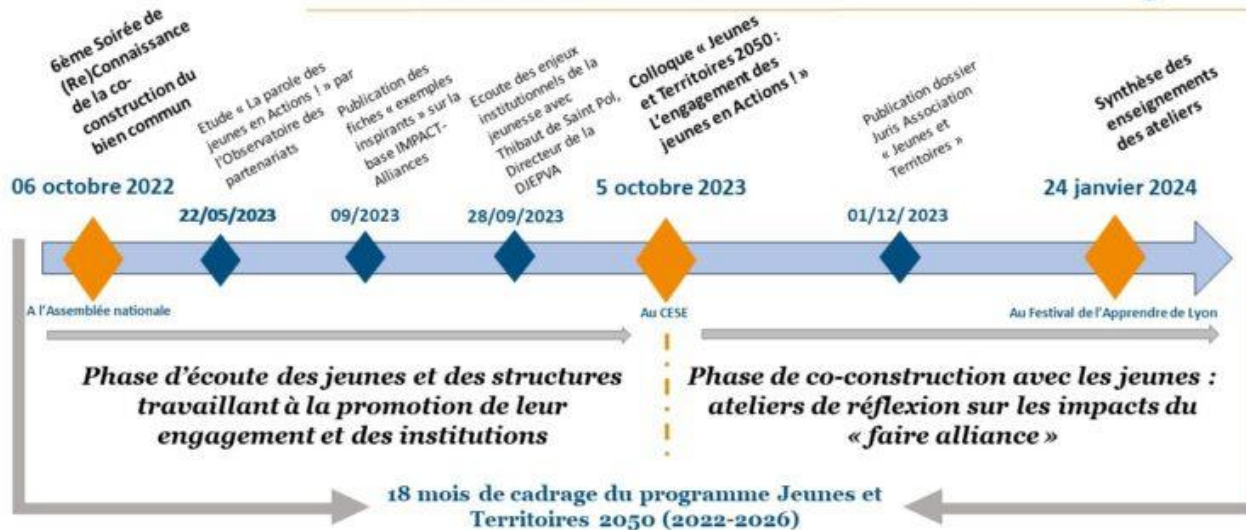 6ème Soirée de
(Re)Connaissance
de la co-
construction du
bien commun
Etude « La parole des
jeunes en Actions ! » par
l'Observatoire des
partenariats
Publication des
fiches « exemples
inspirants » sur la
base IMPACT-
Alliances
Ecoute des enjeux
institutionnels de la
jeunesse avec
Thibaut de Saint Pol,
Directeur de la
DJEPVA
Colloque « Jeunes
et Territoires 2050 :
L'engagement des
jeunes en Actions ! »
Publication dossier
Juris Association
« Jeunes et
Territoires »
Synthèse des
enseignements
des ateliers
06 octobre 2022
22/05/2023
09/2023
28/09/2023
5 octobre 2023
01/12/ 2023
24 janvier 2024
A l'Assemblée nationale
Au CESE
Au Festival de l'Apprendre de Lyon
Phase d'écoute des jeunes et des structures
travaillant à la promotion de leur
engagement et des institutions
Phase de co-construction avec les jeunes :
ateliers de réflexion sur les impacts du
« faire alliance »
18 mois de cadrage du programme Jeunes et
Territoires 2050 (2022-2026)